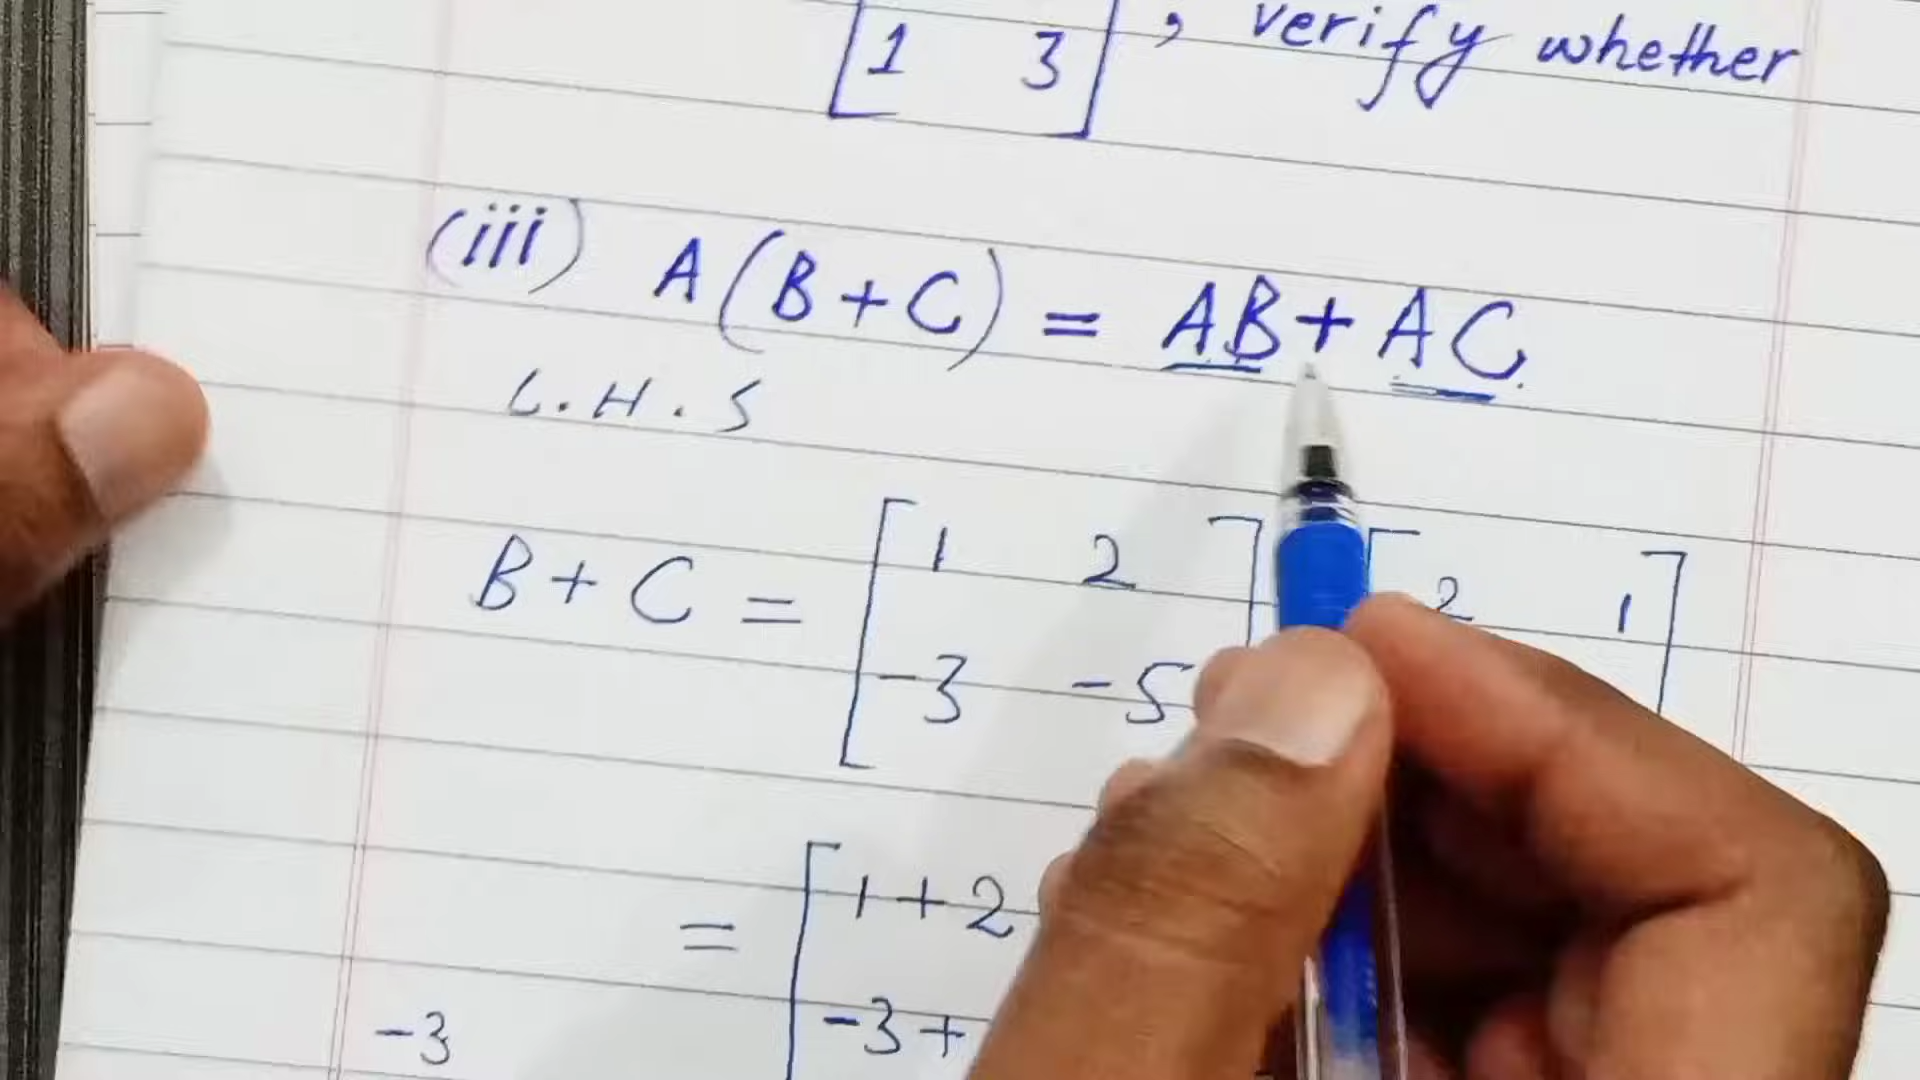 1 3 ], verify whether
(iii) A(B+C) = AB+AC
L.H.S
B+C = [ 1 2 ] [ 2 1 ]
-3 -5
= [ 1+2
-3+
-3